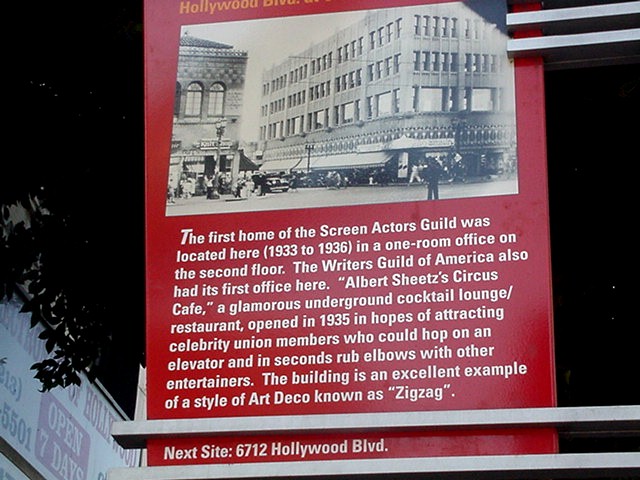 Hollywood Blvd. at
The first home of the Screen Actors Guild was
located here (1933 to 1936) in a one-room office on
the second floor. The Writers Guild of America also
had its first office here. "Albert Sheetz's Circus
Cafe," a glamorous underground cocktail lounge/
restaurant, opened in 1935 in hopes of attracting
celebrity union members who could hop on an
elevator and in seconds rub elbows with other
entertainers. The building is an excellent example
of a style of Art Deco known as "Zigzag".
Next Site: 6712 Hollywood Blvd.
OPEN
7 DAYS
-5501